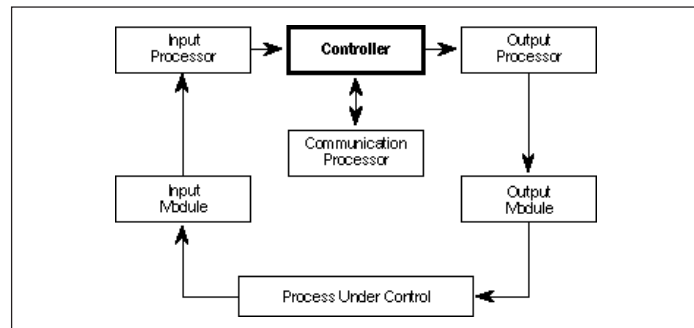 Input
Processor
Controller
Output
Processor
Communication
Processor
Input
Module
Output
Module
Process Under Control